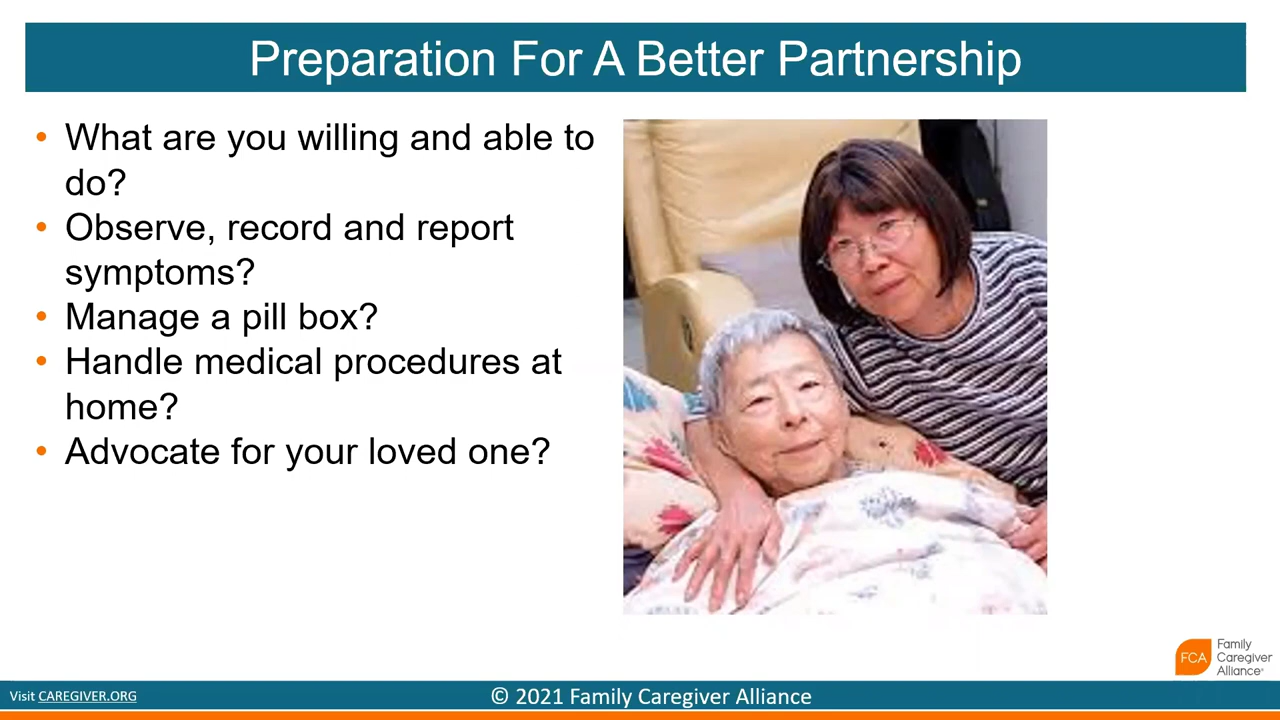 Preparation For A Better Partnership
• What are you willing and able to
do?
• Observe, record and report
symptoms?
• Manage a pill box?
• Handle medical procedures at
home?
• Advocate for your loved one?
FCA
Family
Caregiver
Alliance®
Visit CAREGIVER.ORG
© 2021 Family Caregiver Alliance